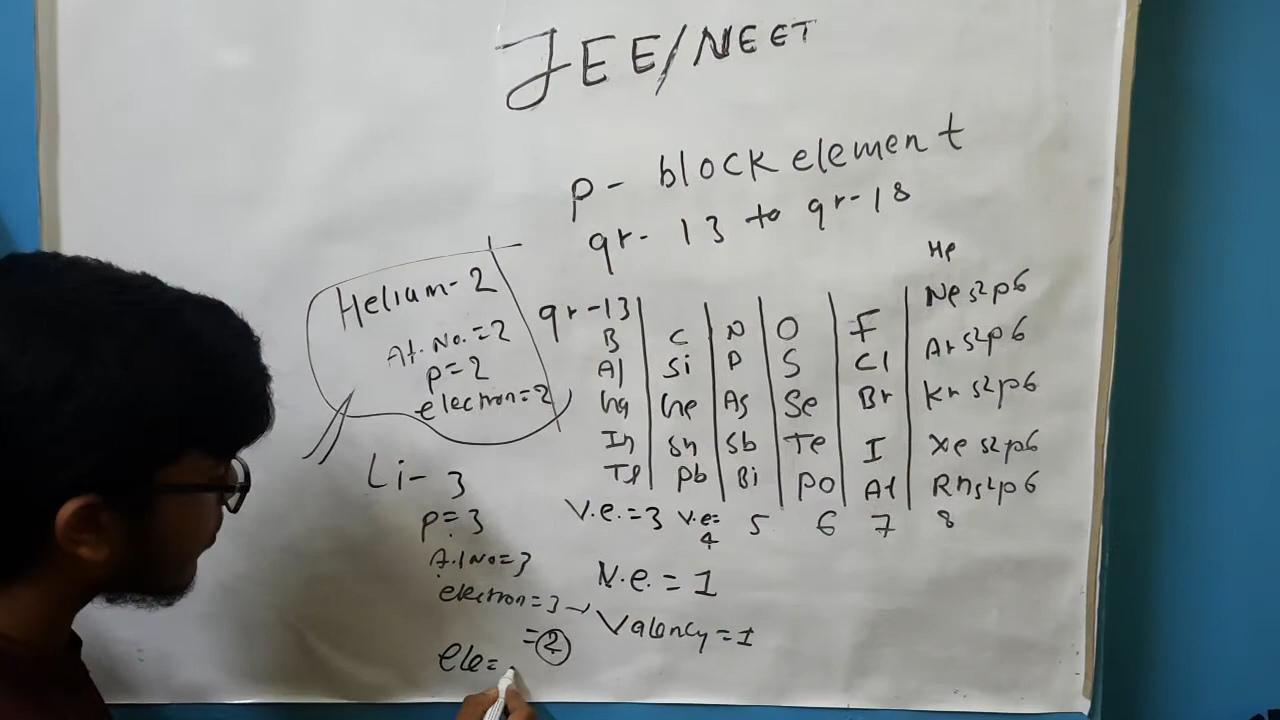 JEE/NEET
p- block element
gr- 13 to gr-18
Helium-2
At. No.=2
p=2
electron=2
He
gr-13 Ne s2p6
B C N O F
Al Si P S Cl Ar s2p6
Ga Ge As Se Br Kr s2p6
In Sn Sb Te I Xe s2p6
Tl Pb Bi Po At Rn s2p6
V.e.=3 V.e=4 5 6 7 8
Li- 3
p=3
At No=3
electron=3
=2
ele=
V.e.=1
Valency=1